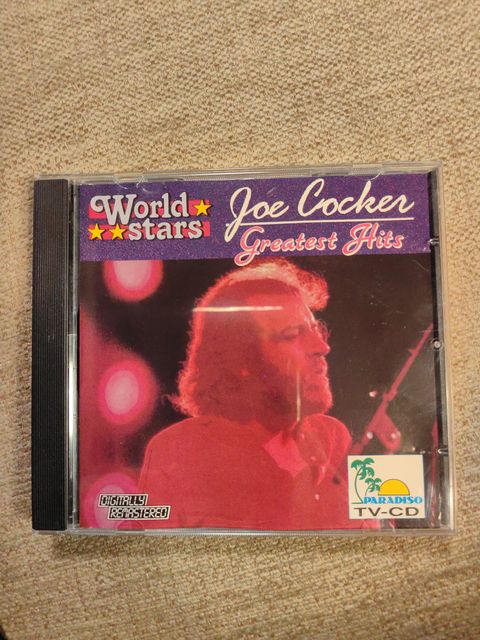 World
stars
Joe Cocker
Greatest Hits
DIGITALLY
REMASTERED
PARADISO
TV-CD